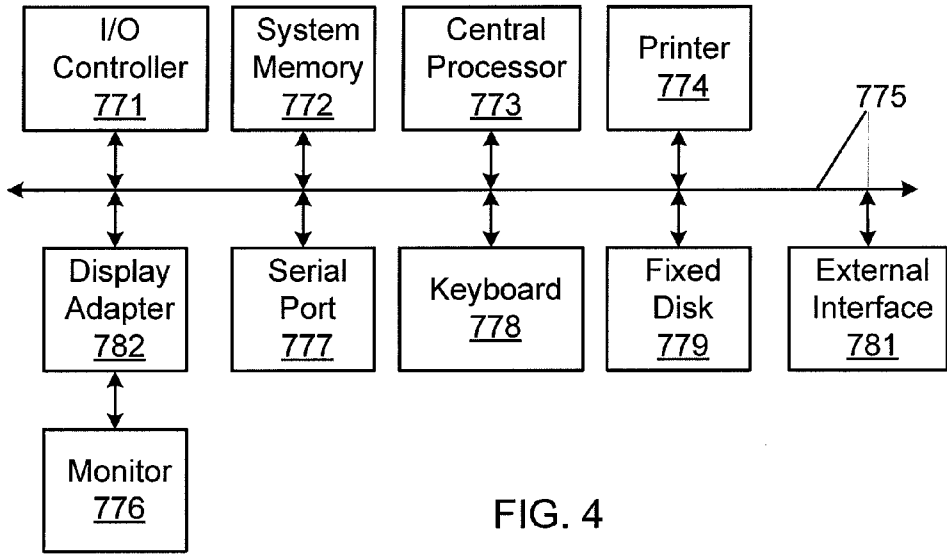 I/O
Controller
771
System
Memory
772
Central
Processor
773
Printer
774
775
Display
Adapter
782
Serial
Port
777
Keyboard
778
Fixed
Disk
779
External
Interface
781
Monitor
776
FIG. 4